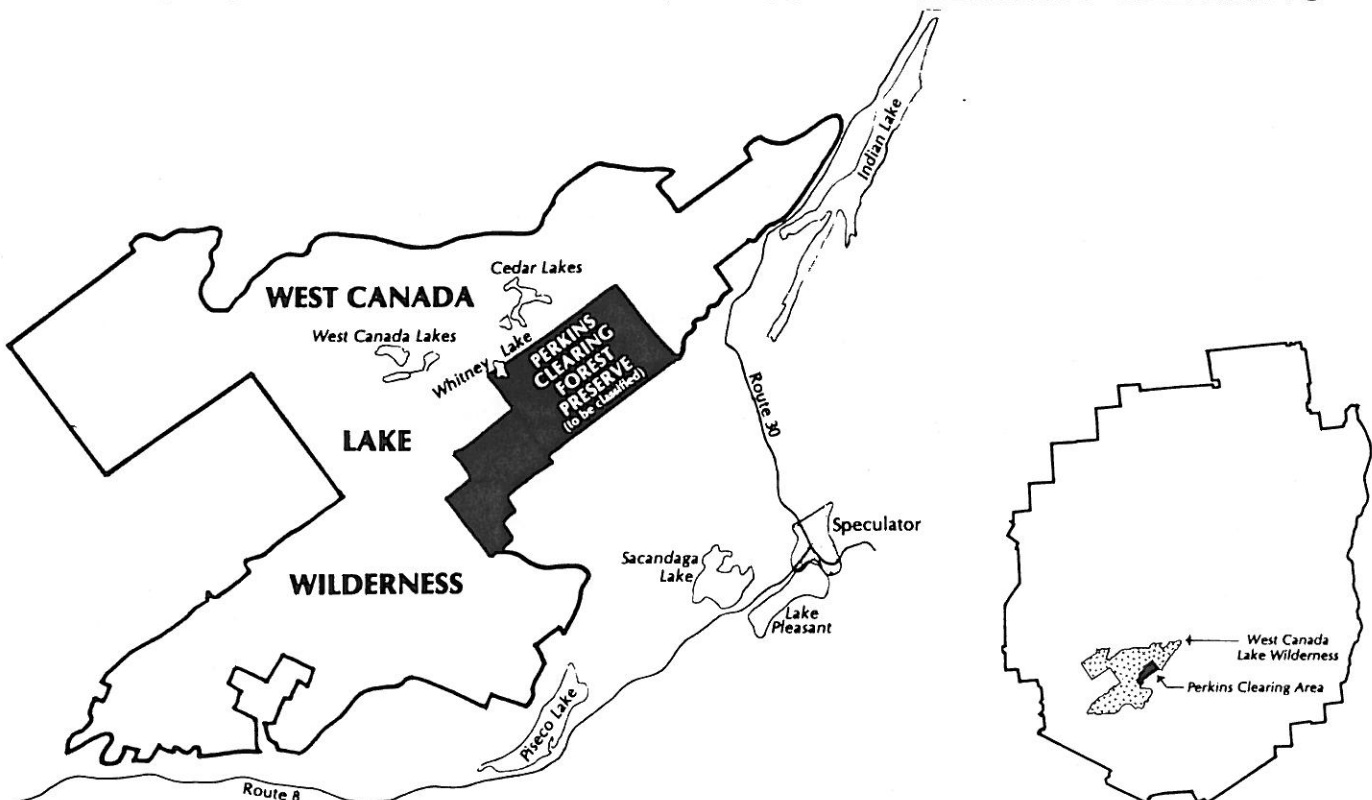 Indian Lake
Cedar Lakes
WEST CANADA
West Canada Lakes
Whitney Lake
PERKINS
CLEARING
FOREST
PRESERVE
(to be classified)
Route 30
LAKE
Speculator
Sacandaga
Lake
WILDERNESS
Lake
Pleasant
West Canada
Lake Wilderness
Perkins Clearing Area
Piseco Lake
Route 8